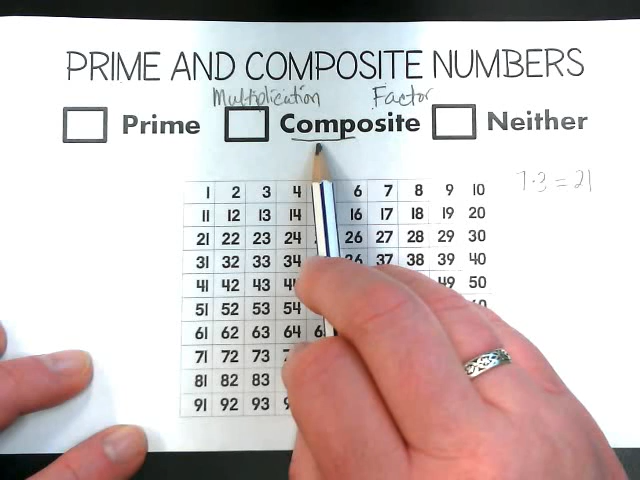 PRIME AND COMPOSITE NUMBERS
Multiplication Factor
Prime Composite Neither
7·3=21
1 2 3 4 6 7 8 9 10
11 12 13 14 16 17 18 19 20
21 22 23 24 26 27 28 29 30
31 32 33 34 37 38 39 40
41 42 43 49 50
51 52 53 54
61 62 63 64
71 72 73
81 82 83
91 92 93